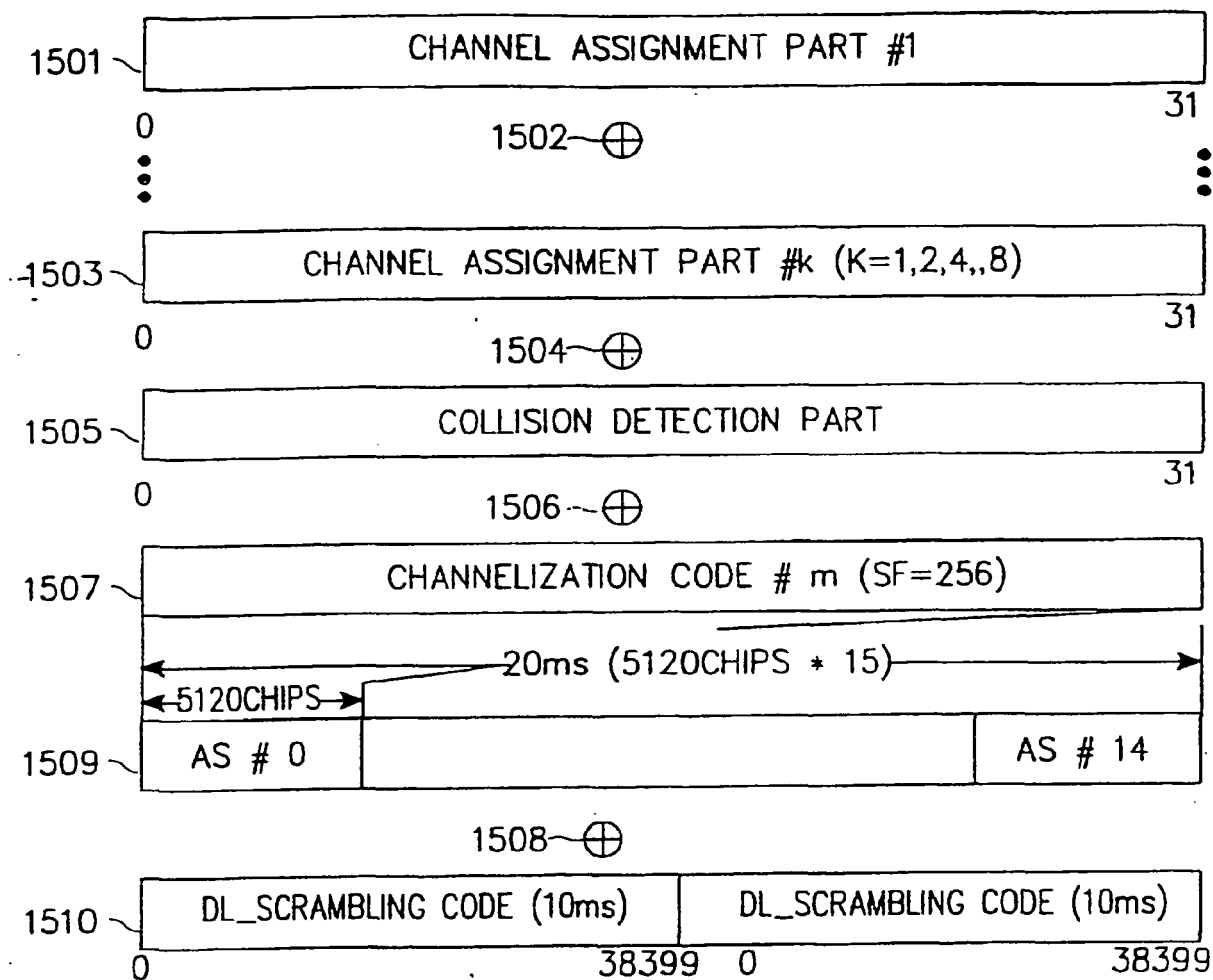 CHANNEL ASSIGNMENT PART #1
1501
0 31
1502
CHANNEL ASSIGNMENT PART #k (K=1,2,4,,8)
1503
0 31
1504
COLLISION DETECTION PART
1505
0 31
1506
CHANNELIZATION CODE # m (SF=256)
1507
20ms (5120CHIPS * 15)
5120CHIPS
AS # 0 AS # 14
1509
1508
DL_SCRAMBLING CODE (10ms) DL_SCRAMBLING CODE (10ms)
1510
0 38399 0 38399